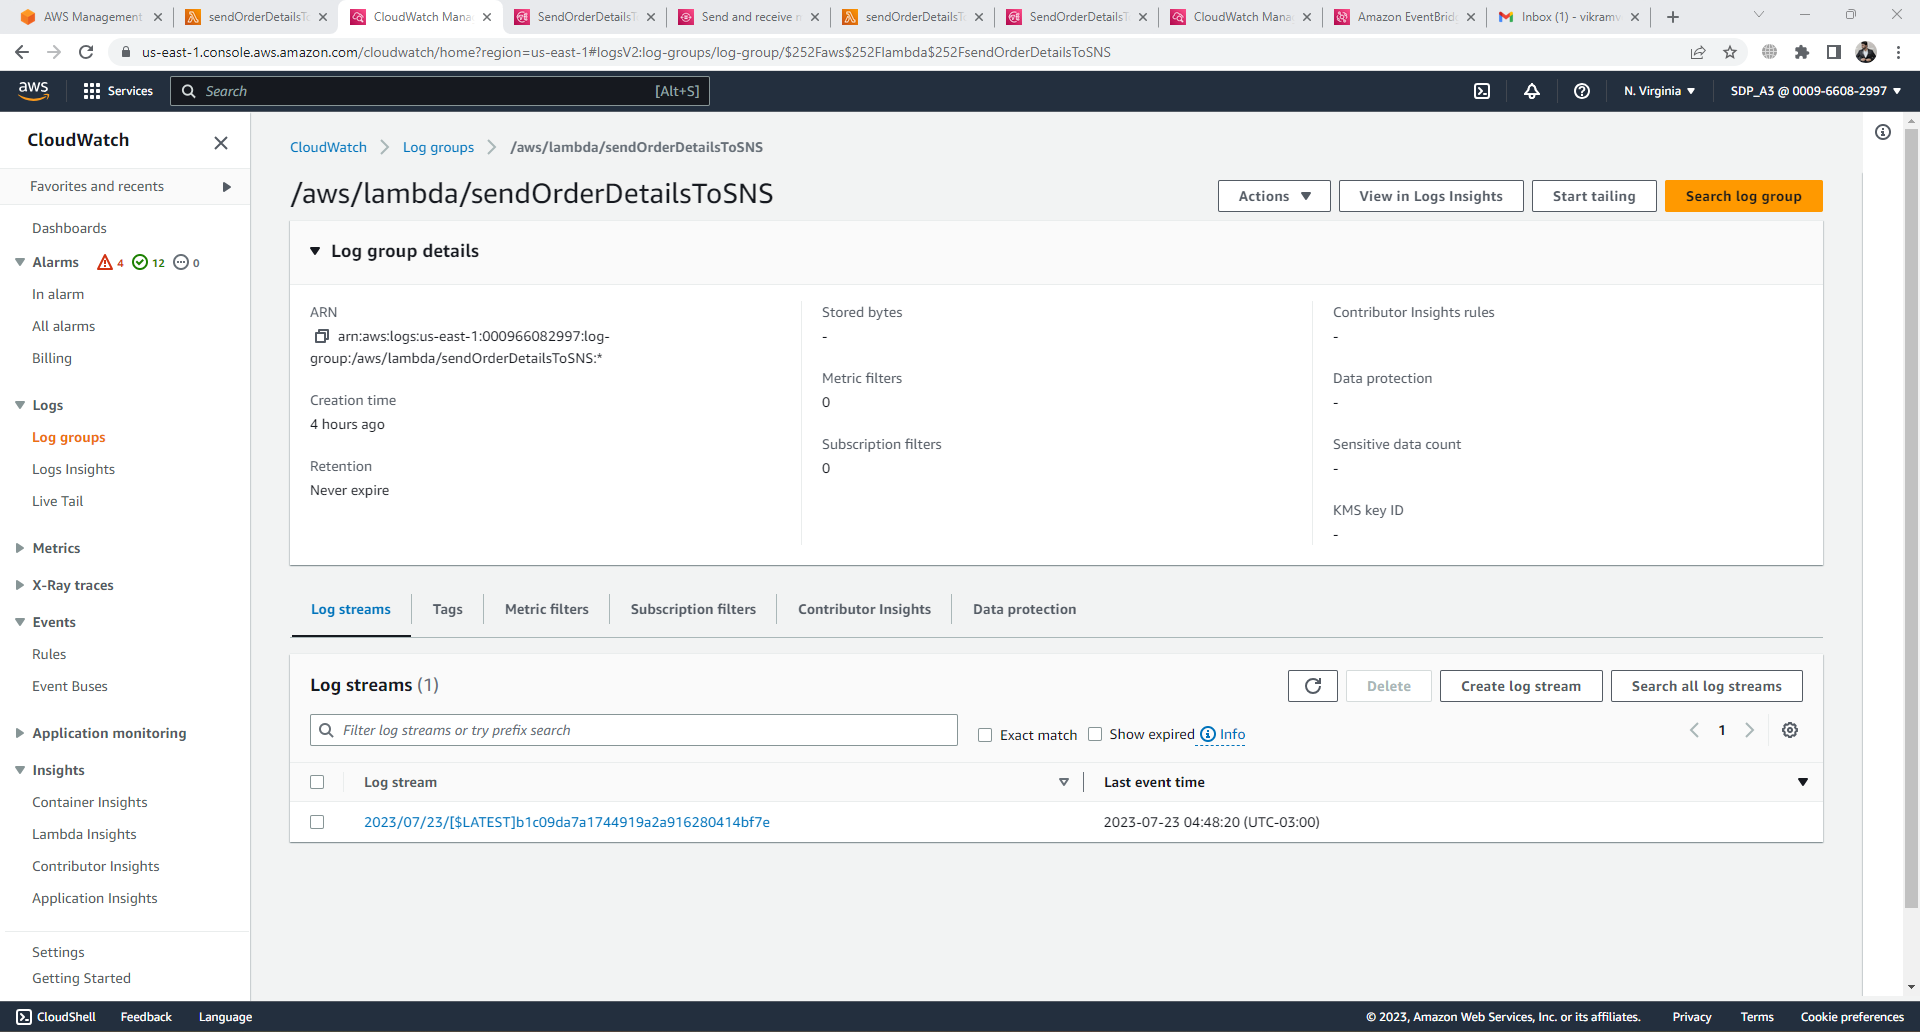 AWS Management
sendOrderDetailsTo
CloudWatch Mana
SendOrderDetailsT
Send and receive m
sendOrderDetailsTo
SendOrderDetailsT
CloudWatch Mana
Amazon EventBridg
Inbox (1) - vikramv
us-east-1.console.aws.amazon.com/cloudwatch/home?region=us-east-1#logsV2:log-groups/log-group/$252Faws$252Flambda$252FsendOrderDetailsToSNS
aws
Services
Search
[Alt+S]
N. Virginia
SDP_A3 @ 0009-6608-2997
CloudWatch
Favorites and recents
Dashboards
Alarms 4 12 0
In alarm
All alarms
Billing
Logs
Log groups
Logs Insights
Live Tail
Metrics
X-Ray traces
Events
Rules
Event Buses
Application monitoring
Insights
Container Insights
Lambda Insights
Contributor Insights
Application Insights
Settings
Getting Started
CloudWatch
Log groups
/aws/lambda/sendOrderDetailsToSNS
/aws/lambda/sendOrderDetailsToSNS
Actions
View in Logs Insights
Start tailing
Search log group
Log group details
ARN
arn:aws:logs:us-east-1:000966082997:log-
group:/aws/lambda/sendOrderDetailsToSNS:*
Creation time
4 hours ago
Retention
Never expire
Stored bytes
-
Metric filters
0
Subscription filters
0
Contributor Insights rules
-
Data protection
-
Sensitive data count
-
KMS key ID
-
Log streams
Tags
Metric filters
Subscription filters
Contributor Insights
Data protection
Log streams (1)
Delete
Create log stream
Search all log streams
Filter log streams or try prefix search
Exact match
Show expired
Info
1
Log stream
Last event time
2023/07/23/[$LATEST]b1c09da7a1744919a2a916280414bf7e
2023-07-23 04:48:20 (UTC-03:00)
CloudShell
Feedback
Language
© 2023, Amazon Web Services, Inc. or its affiliates.
Privacy
Terms
Cookie preferences